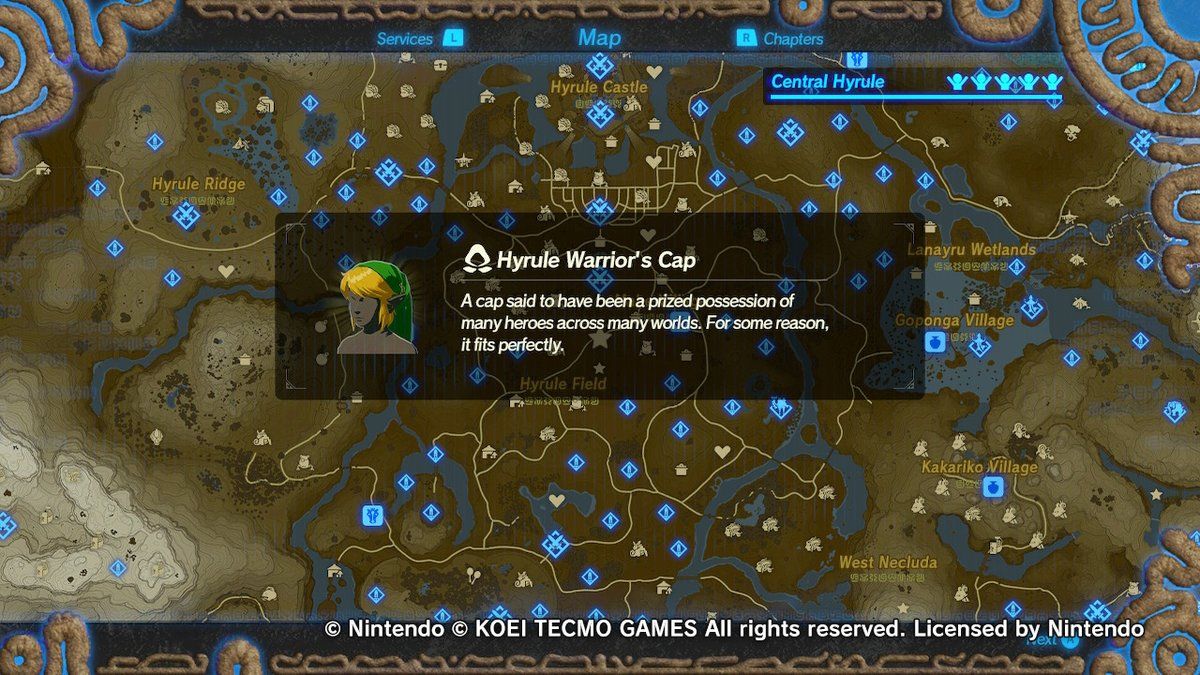 Services L
Map
R Chapters
Central Hyrule
Hyrule Castle
Hyrule Ridge
Hyrule Warrior's Cap
A cap said to have been a prized possession of
many heroes across many worlds. For some reason,
it fits perfectly.
Lanayru Wetlands
Goponga Village
Hyrule Field
Kakariko Village
West Necluda
© Nintendo © KOEI TECMO GAMES All rights reserved. Licensed by Nintendo
Next A